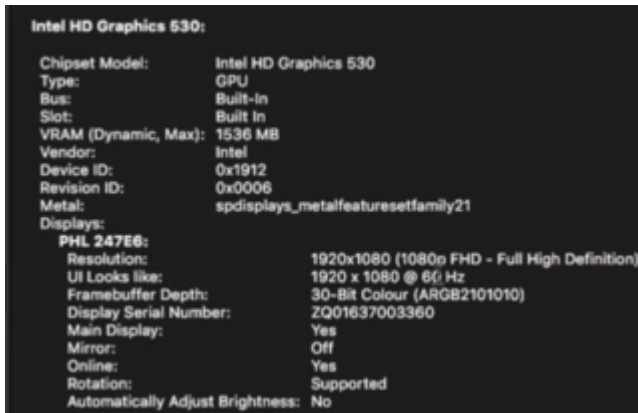 Intel HD Graphics 530:
Chipset Model: Intel HD Graphics 530
Type: GPU
Bus: Built-In
Slot: Built In
VRAM (Dynamic, Max): 1536 MB
Vendor: Intel
Device ID: 0x1912
Revision ID: 0x0006
Metal: spdisplays_metalfeaturesetfamily21
Displays:
PHL 247E6:
Resolution: 1920x1080 (1080p FHD - Full High Definition)
UI Looks like: 1920 x 1080 @ 60 Hz
Framebuffer Depth: 30-Bit Colour (ARGB2101010)
Display Serial Number: ZQ01637003360
Main Display: Yes
Mirror: Off
Online: Yes
Rotation: Supported
Automatically Adjust Brightness: No